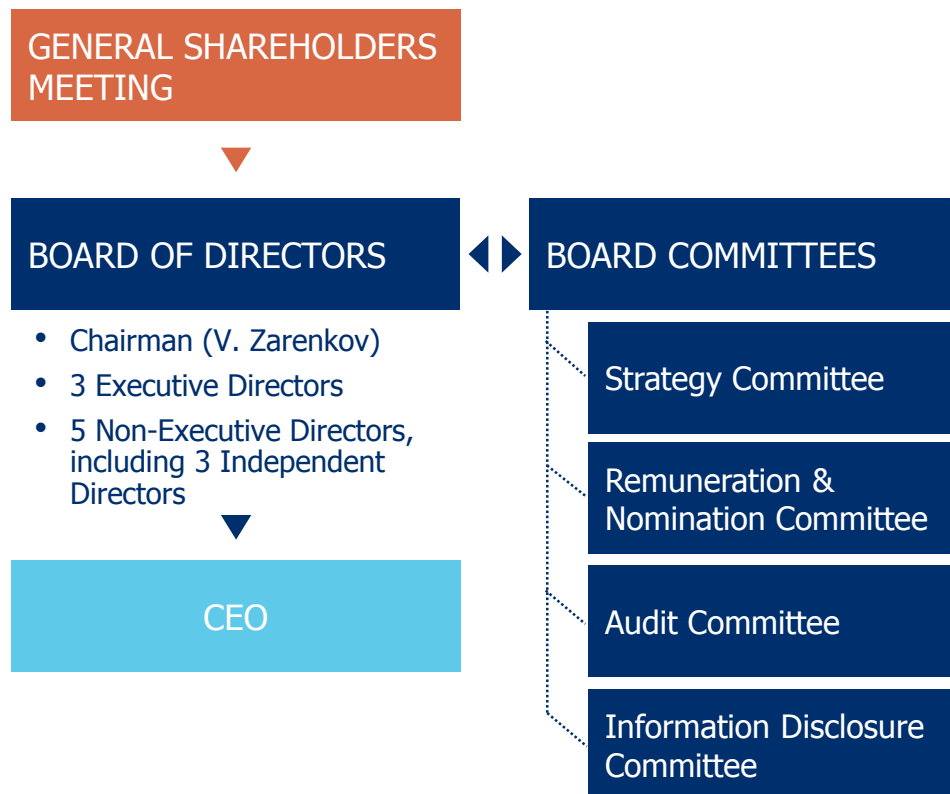 GENERAL SHAREHOLDERS
MEETING
BOARD OF DIRECTORS
• Chairman (V. Zarenkov)
• 3 Executive Directors
• 5 Non-Executive Directors,
including 3 Independent
Directors
CEO
BOARD COMMITTEES
Strategy Committee
Remuneration &
Nomination Committee
Audit Committee
Information Disclosure
Committee